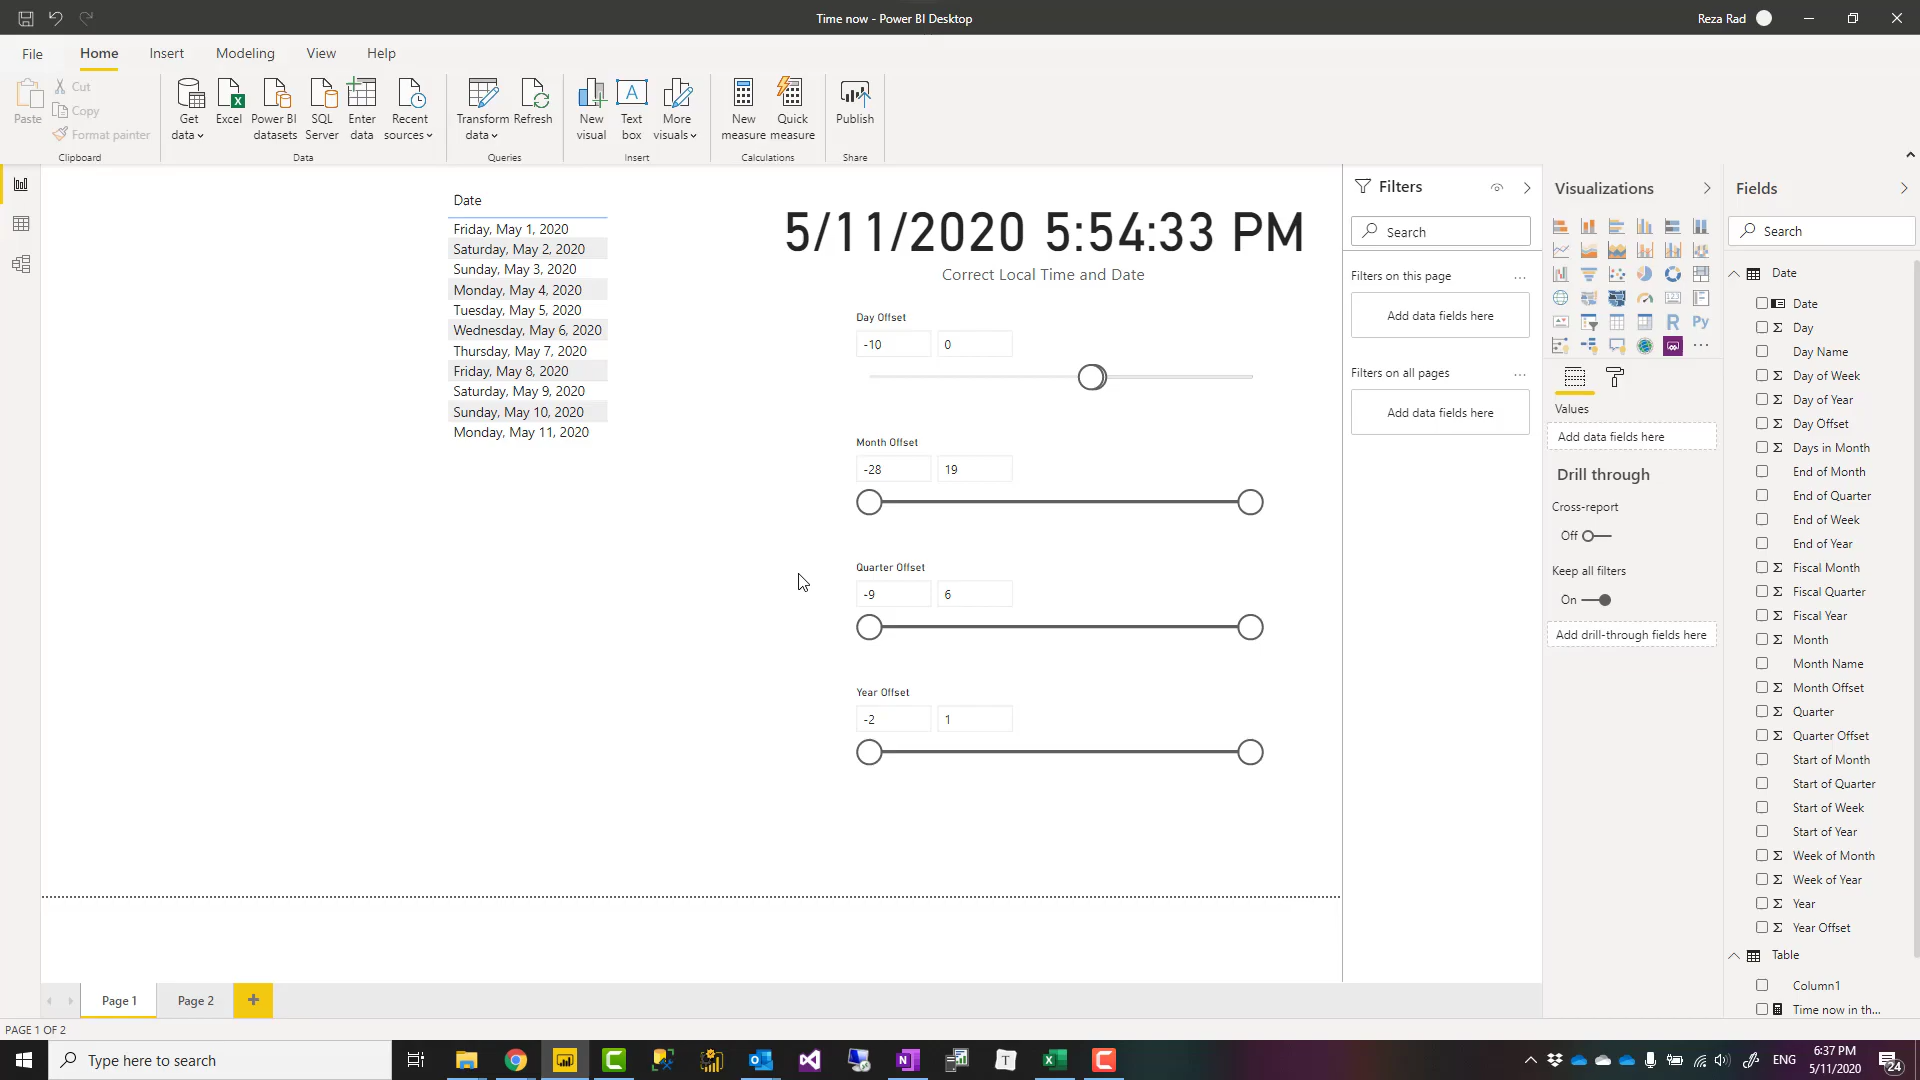 Time now - Power BI Desktop
Reza Rad
File
Home
Insert
Modeling
View
Help
Paste
Cut
Copy
Format painter
Clipboard
Get data
Excel
Power BI datasets
SQL Server
Enter data
Recent sources
Data
Transform data
Refresh
Queries
New visual
Text box
More visuals
Insert
New measure
Quick measure
Calculations
Publish
Share
Date
Friday, May 1, 2020
Saturday, May 2, 2020
Sunday, May 3, 2020
Monday, May 4, 2020
Tuesday, May 5, 2020
Wednesday, May 6, 2020
Thursday, May 7, 2020
Friday, May 8, 2020
Saturday, May 9, 2020
Sunday, May 10, 2020
Monday, May 11, 2020
5/11/2020 5:54:33 PM
Correct Local Time and Date
Day Offset
-10
0
Month Offset
-28
19
Quarter Offset
-9
6
Year Offset
-2
1
Filters
Search
Filters on this page
Add data fields here
Filters on all pages
Add data fields here
Visualizations
R
Py
Values
Add data fields here
Drill through
Cross-report
Off
Keep all filters
On
Add drill-through fields here
Fields
Search
Date
Date
Day
Day Name
Day of Week
Day of Year
Day Offset
Days in Month
End of Month
End of Quarter
End of Week
End of Year
Fiscal Month
Fiscal Quarter
Fiscal Year
Month
Month Name
Month Offset
Quarter
Quarter Offset
Start of Month
Start of Quarter
Start of Week
Start of Year
Week of Month
Week of Year
Year
Year Offset
Table
Column1
Time now in th...
Page 1
Page 2
PAGE 1 OF 2
Type here to search
ENG
6:37 PM
5/11/2020
24